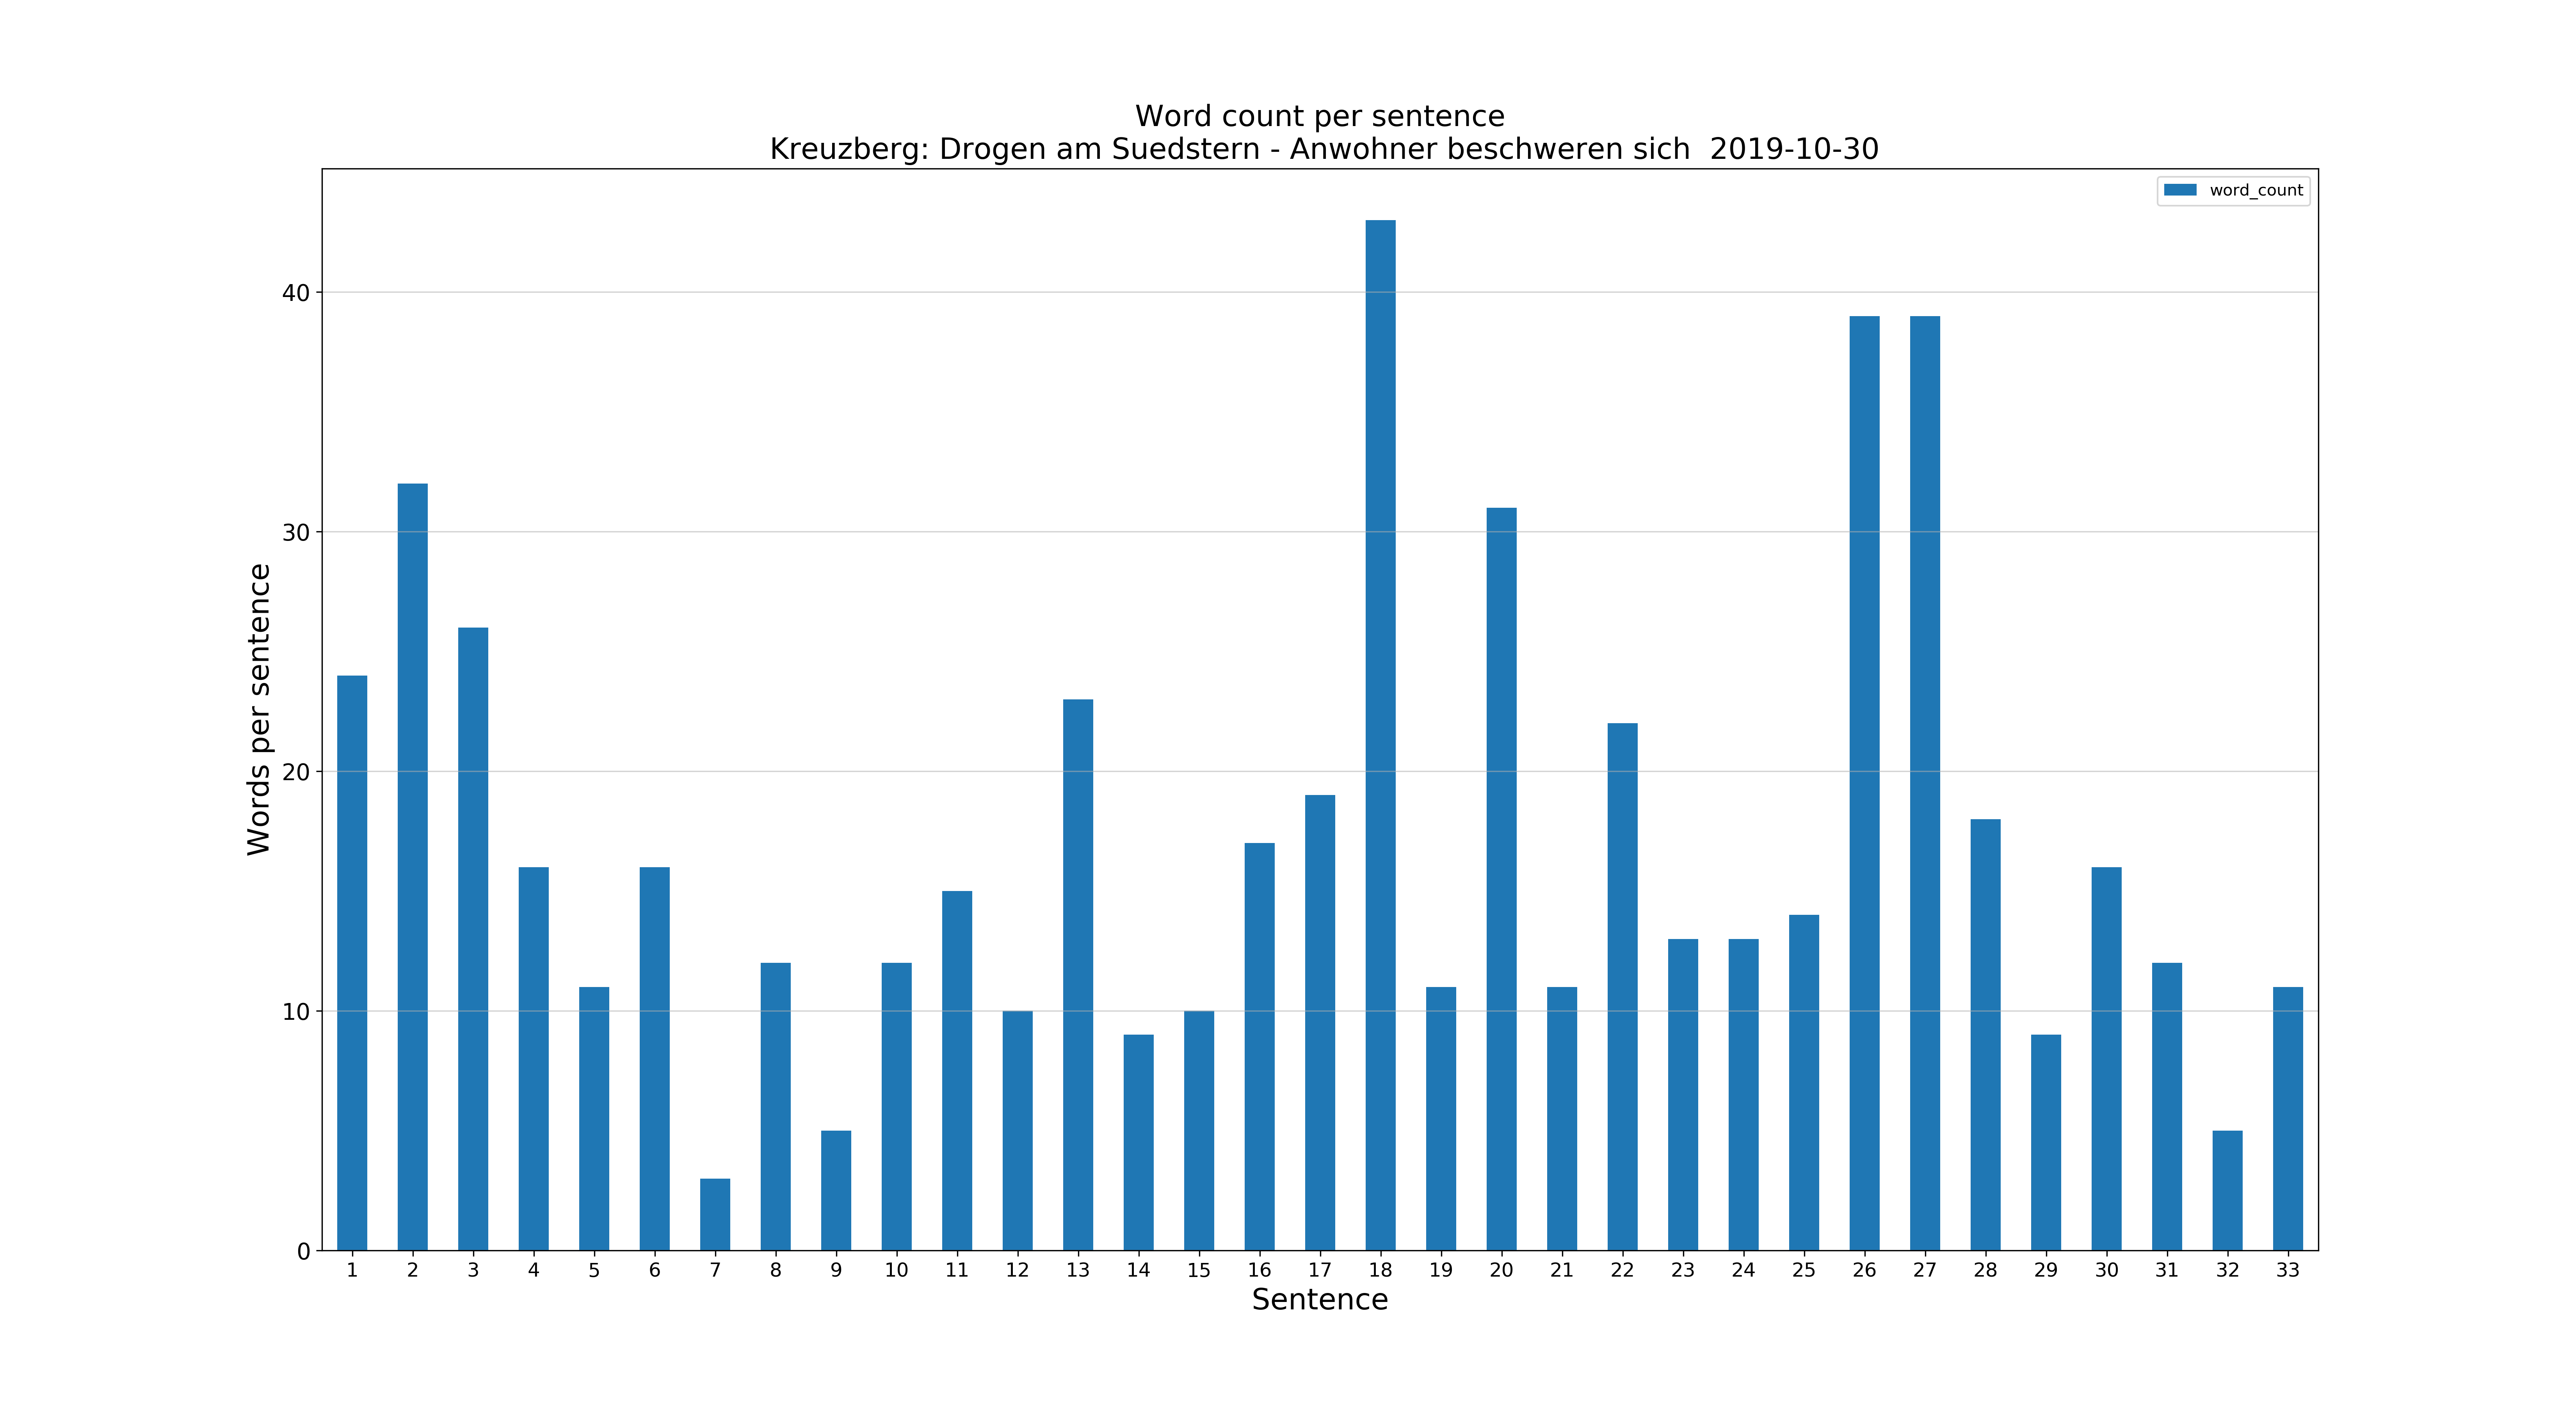 Word count per sentence
Kreuzberg: Drogen am Suedstern - Anwohner beschweren sich  2019-10-30
word_count
40
30
20
10
0
Words per sentence
1 2 3 4 5 6 7 8 9 10 11 12 13 14 15 16 17 18 19 20 21 22 23 24 25 26 27 28 29 30 31 32 33
Sentence